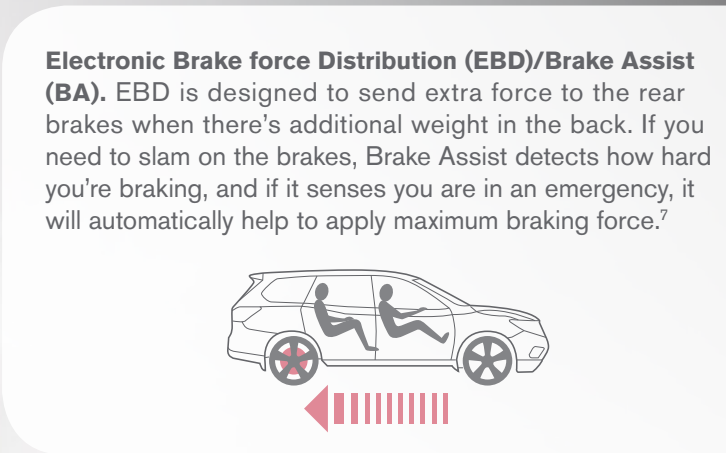 Electronic Brake force Distribution (EBD)/Brake Assist
(BA). EBD is designed to send extra force to the rear
brakes when there's additional weight in the back. If you
need to slam on the brakes, Brake Assist detects how hard
you're braking, and if it senses you are in an emergency, it
will automatically help to apply maximum braking force.⁷